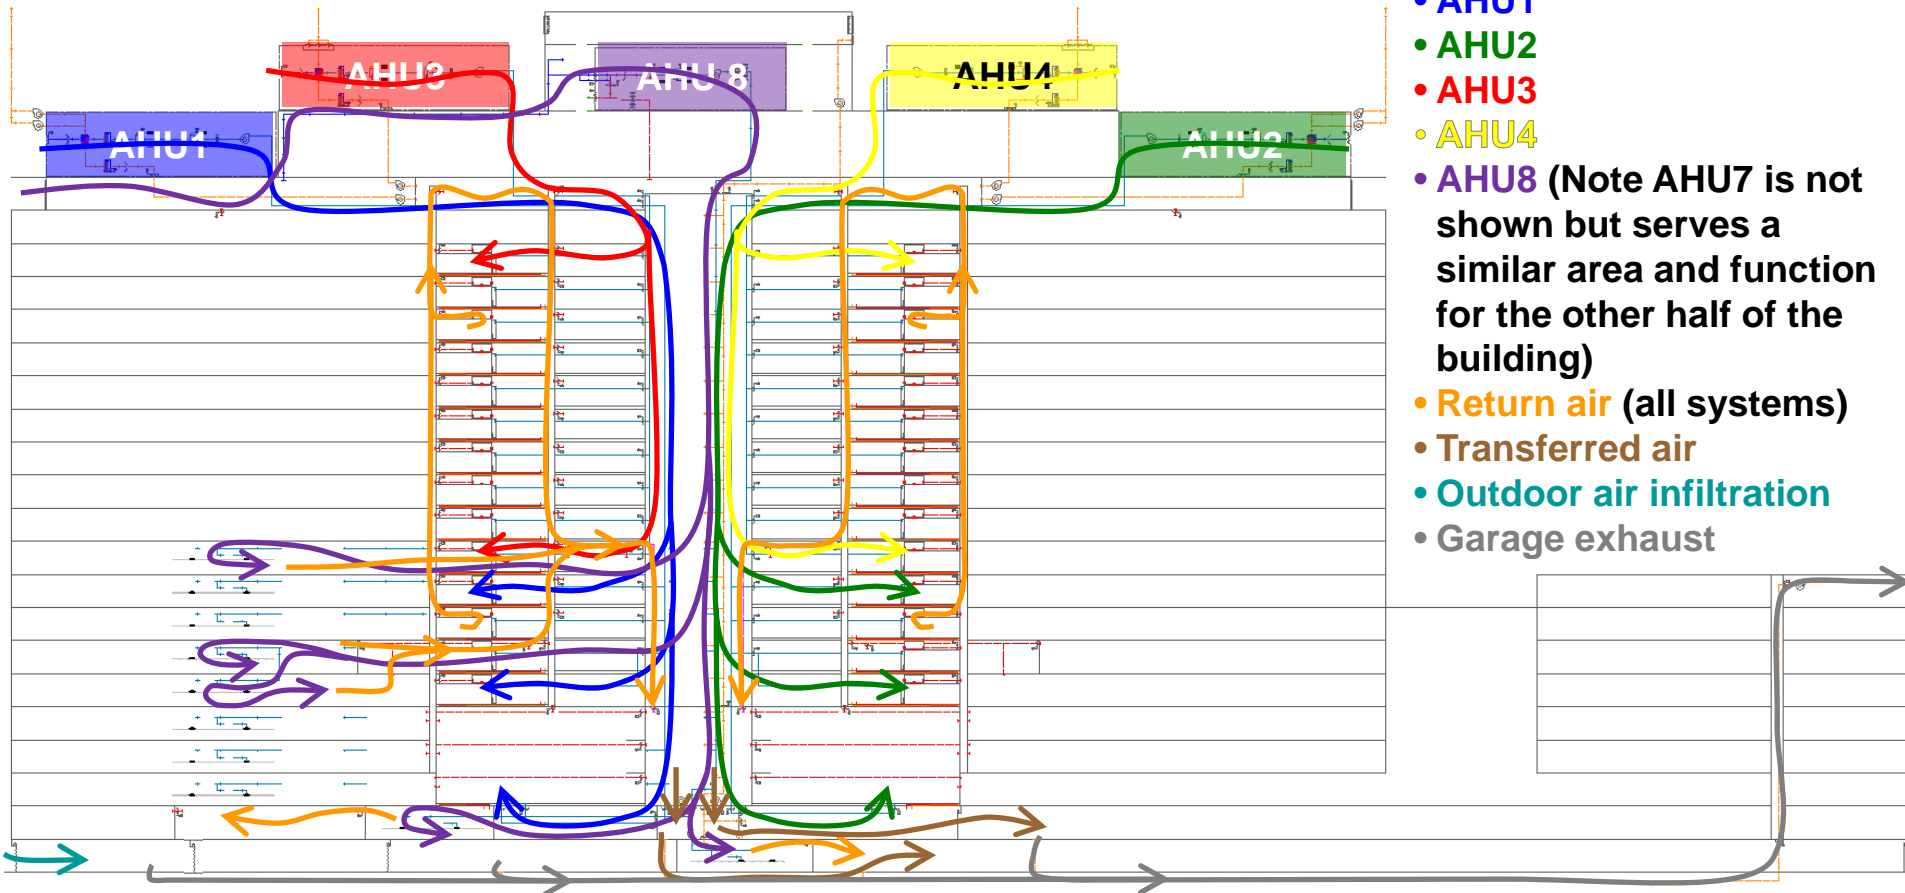 AHU3
AHU 8
AHU4
AHU1
AHU2
• AHU1
• AHU2
• AHU3
• AHU4
• AHU8 (Note AHU7 is not
shown but serves a
similar area and function
for the other half of the
building)
• Return air (all systems)
• Transferred air
• Outdoor air infiltration
• Garage exhaust